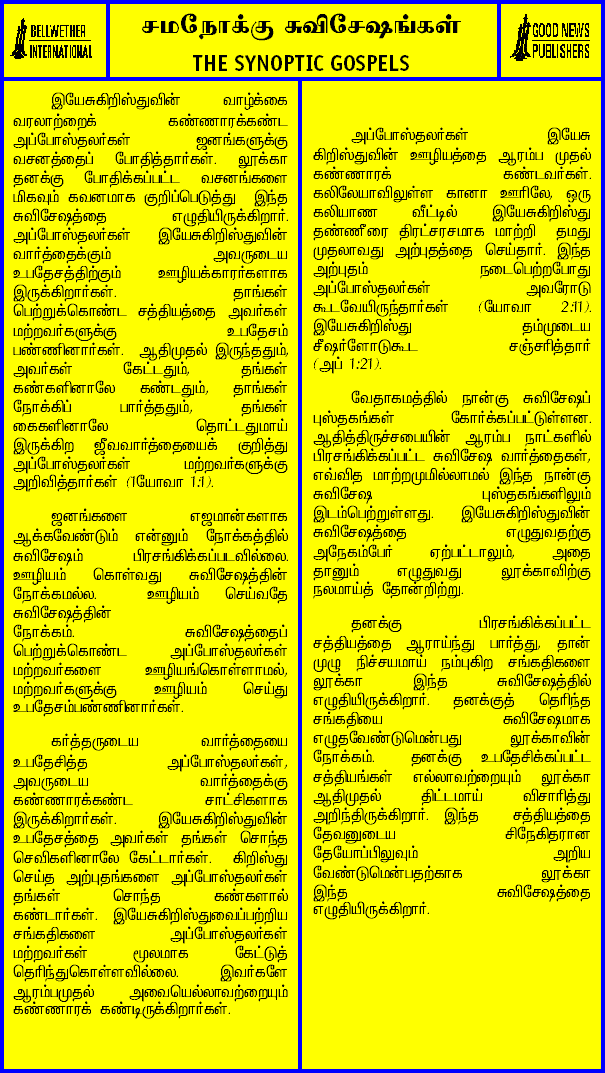 BELLWETHER
INTERNATIONAL
சமநோக்கு சுவிசேஷங்கள்
THE SYNOPTIC GOSPELS
GOOD NEWS
PUBLISHERS
இயேசுகிறிஸ்துவின் வாழ்க்கை
வரலாற்றைக் கண்ணாரக்கண்ட
அப்போஸ்தலர்கள் ஜனங்களுக்கு
வசனத்தைப் போதித்தார்கள். லூக்கா
தனக்கு போதிக்கப்பட்ட வசனங்களை
மிகவும் கவனமாக குறிப்பெடுத்து இந்த
சுவிசேஷத்தை எழுதியிருக்கிறார்.
அப்போஸ்தலர்கள் இயேசுகிறிஸ்துவின்
வார்த்தைக்கும் அவருடைய
உபதேசத்திற்கும் ஊழியக்காரர்களாக
இருக்கிறார்கள். தாங்கள்
பெற்றுக்கொண்ட சத்தியத்தை அவர்கள்
மற்றவர்களுக்கு உபதேசம்
பண்ணினார்கள். ஆதிமுதல் இருந்ததும்,
அவர்கள் கேட்டதும், தங்கள்
கண்களினாலே கண்டதும், தாங்கள்
நோக்கிப் பார்த்ததும், தங்கள்
கைகளினாலே தொட்டதுமாய்
இருக்கிற ஜீவவார்த்தையைக் குறித்து
அப்போஸ்தலர்கள் மற்றவர்களுக்கு
அறிவித்தார்கள் (1யோவா 1:1).
ஜனங்களை எஜமான்களாக
ஆக்கவேண்டும் என்னும் நோக்கத்தில்
சுவிசேஷம் பிரசங்கிக்கப்படவில்லை.
ஊழியம் கொள்வது சுவிசேஷத்தின்
நோக்கமல்ல. ஊழியம் செய்வதே
சுவிசேஷத்தின்
நோக்கம். சுவிசேஷத்தைப்
பெற்றுக்கொண்ட அப்போஸ்தலர்கள்
மற்றவர்களை ஊழியங்கொள்ளாமல்,
மற்றவர்களுக்கு ஊழியம் செய்து
உபதேசம்பண்ணினார்கள்.
கர்த்தருடைய வார்த்தையை
உபதேசித்த அப்போஸ்தலர்கள்,
அவருடைய வார்த்தைக்கு
கண்ணாரக்கண்ட சாட்சிகளாக
இருக்கிறார்கள். இயேசுகிறிஸ்துவின்
உபதேசத்தை அவர்கள் தங்கள் சொந்த
செவிகளினாலே கேட்டார்கள். கிறிஸ்து
செய்த அற்புதங்களை அப்போஸ்தலர்கள்
தங்கள் சொந்த கண்களால்
கண்டார்கள். இயேசுகிறிஸ்துவைப்பற்றிய
சங்கதிகளை அப்போஸ்தலர்கள்
மற்றவர்கள் மூலமாக கேட்டுத்
தெரிந்துகொள்ளவில்லை. இவர்களே
ஆரம்பமுதல் அவையெல்லாவற்றையும்
கண்ணாரக் கண்டிருக்கிறார்கள்.
அப்போஸ்தலர்கள் இயேசு
கிறிஸ்துவின் ஊழியத்தை ஆரம்ப முதல்
கண்ணாரக் கண்டவர்கள்.
கலிலேயாவிலுள்ள கானா ஊரிலே, ஒரு
கலியாண வீட்டில் இயேசுகிறிஸ்து
தண்ணீரை திராட்சரசமாக மாற்றி தமது
முதலாவது அற்புதத்தை செய்தார். இந்த
அற்புதம் நடைபெற்றபோது
அப்போஸ்தலர்கள் அவரோடு
கூடவேயிருந்தார்கள் (யோவா 2:11).
இயேசுகிறிஸ்து தம்முடைய
சீஷர்களோடுகூட சஞ்சரித்தார்
(அப் 1:21).
வேதாகமத்தில் நான்கு சுவிசேஷப்
புஸ்தகங்கள் கோர்க்கப்பட்டுள்ளன.
ஆதித்திருச்சபையின் ஆரம்ப நாட்களில்
பிரசங்கிக்கப்பட்ட சுவிசேஷ வார்த்தைகள்,
எவ்வித மாற்றமுமில்லாமல் இந்த நான்கு
சுவிசேஷ புஸ்தகங்களிலும்
இடம்பெற்றுள்ளது. இயேசுகிறிஸ்துவின்
சுவிசேஷத்தை எழுதுவதற்கு
அநேகம்பேர் ஏற்பட்டாலும், அதை
தானும் எழுதுவது லூக்காவிற்கு
நலமாய்த் தோன்றிற்று.
தனக்கு பிரசங்கிக்கப்பட்ட
சத்தியத்தை ஆராய்ந்து பார்த்து, தான்
முழு நிச்சயமாய் நம்புகிற சங்கதிகளை
லூக்கா இந்த சுவிசேஷத்தில்
எழுதியிருக்கிறார். தனக்குத் தெரிந்த
சங்கதியை சுவிசேஷமாக
எழுதவேண்டுமென்பது லூக்காவின்
நோக்கம். தனக்கு உபதேசிக்கப்பட்ட
சத்தியங்கள் எல்லாவற்றையும் லூக்கா
ஆதிமுதல் திட்டமாய் விசாரித்து
அறிந்திருக்கிறார். இந்த சத்தியத்தை
தேவனுடைய சிநேகிதரான
தேயோப்பிலுவும் அறிய
வேண்டுமென்பதற்காக லூக்கா
இந்த சுவிசேஷத்தை
எழுதியிருக்கிறார்.